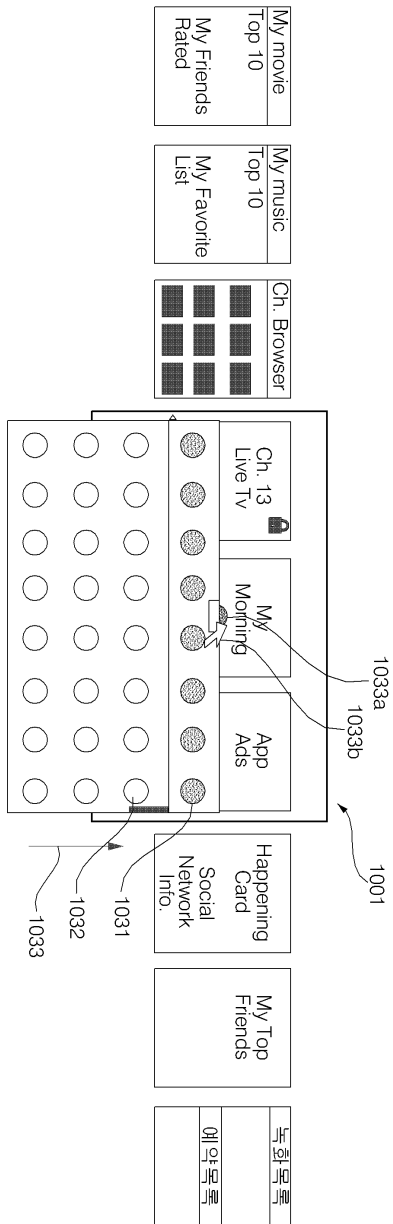 My movie
Top 10
My Friends
Rated
My music
Top 10
My Favorite
List
Ch. Browser
Ch. 13
Live Tv
My
Morning
App
Ads
Happening
Card
Social
Network
Info.
My Top
Friends
녹화목록
예약목록
1033a
1033b
1001
1031
1032
1033